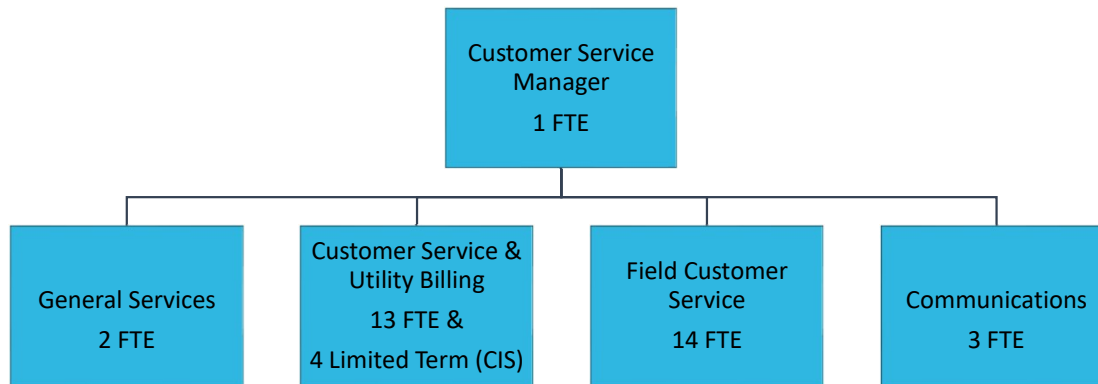 Customer Service
Manager
1 FTE
General Services
2 FTE
Customer Service &
Utility Billing
13 FTE &
4 Limited Term (CIS)
Field Customer
Service
14 FTE
Communications
3 FTE